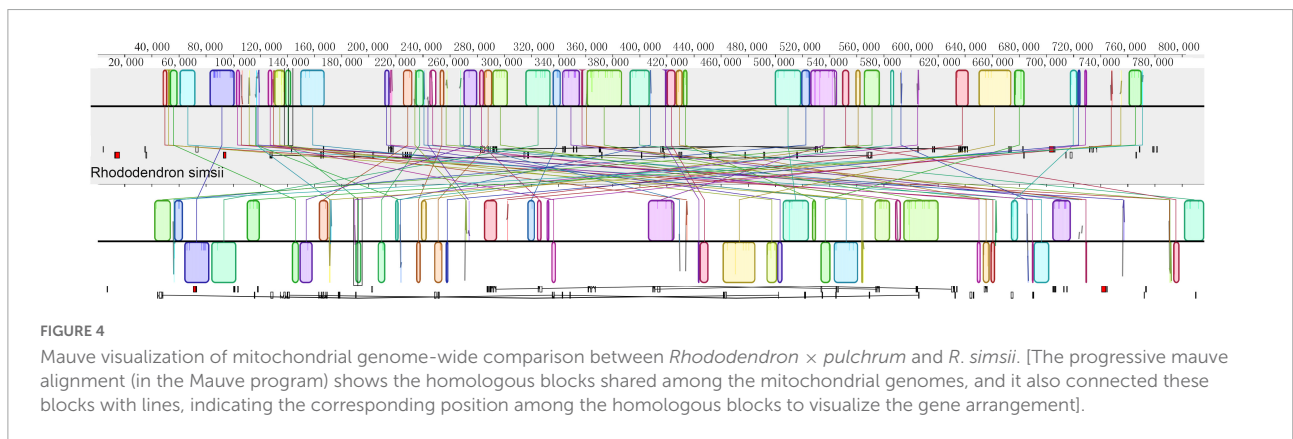 40,000 80,000 120,000 160,000 200,000 240,000 280,000 320,000 360,000 400,000 440,000 480,000 520,000 560,000 600,000 640,000 680,000 720,000 760,000 800,000
20,000 60,000 100,000 140,000 180,000 220,000 260,000 300,000 340,000 380,000 420,000 460,000 500,000 540,000 580,000 620,000 660,000 700,000 740,000 780,000
Rhododendron simsii
FIGURE 4
Mauve visualization of mitochondrial genome-wide comparison between Rhododendron × pulchrum and R. simsii. [The progressive mauve
alignment (in the Mauve program) shows the homologous blocks shared among the mitochondrial genomes, and it also connected these
blocks with lines, indicating the corresponding position among the homologous blocks to visualize the gene arrangement].